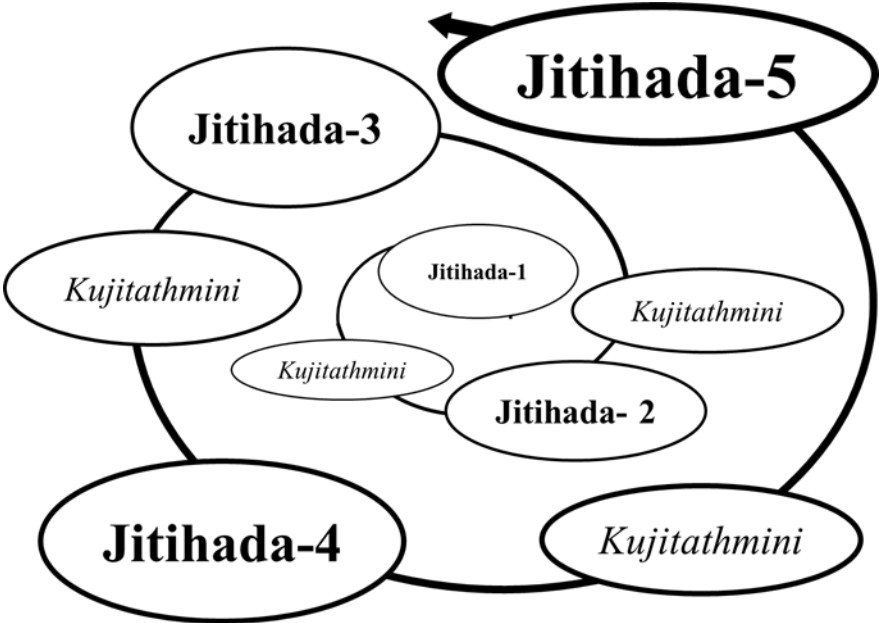 Jitihada-5
Jitihada-3
Jitihada-1
Kujitathmini
Kujitathmini
Kujitathmini
Jitihada- 2
Jitihada-4
Kujitathmini